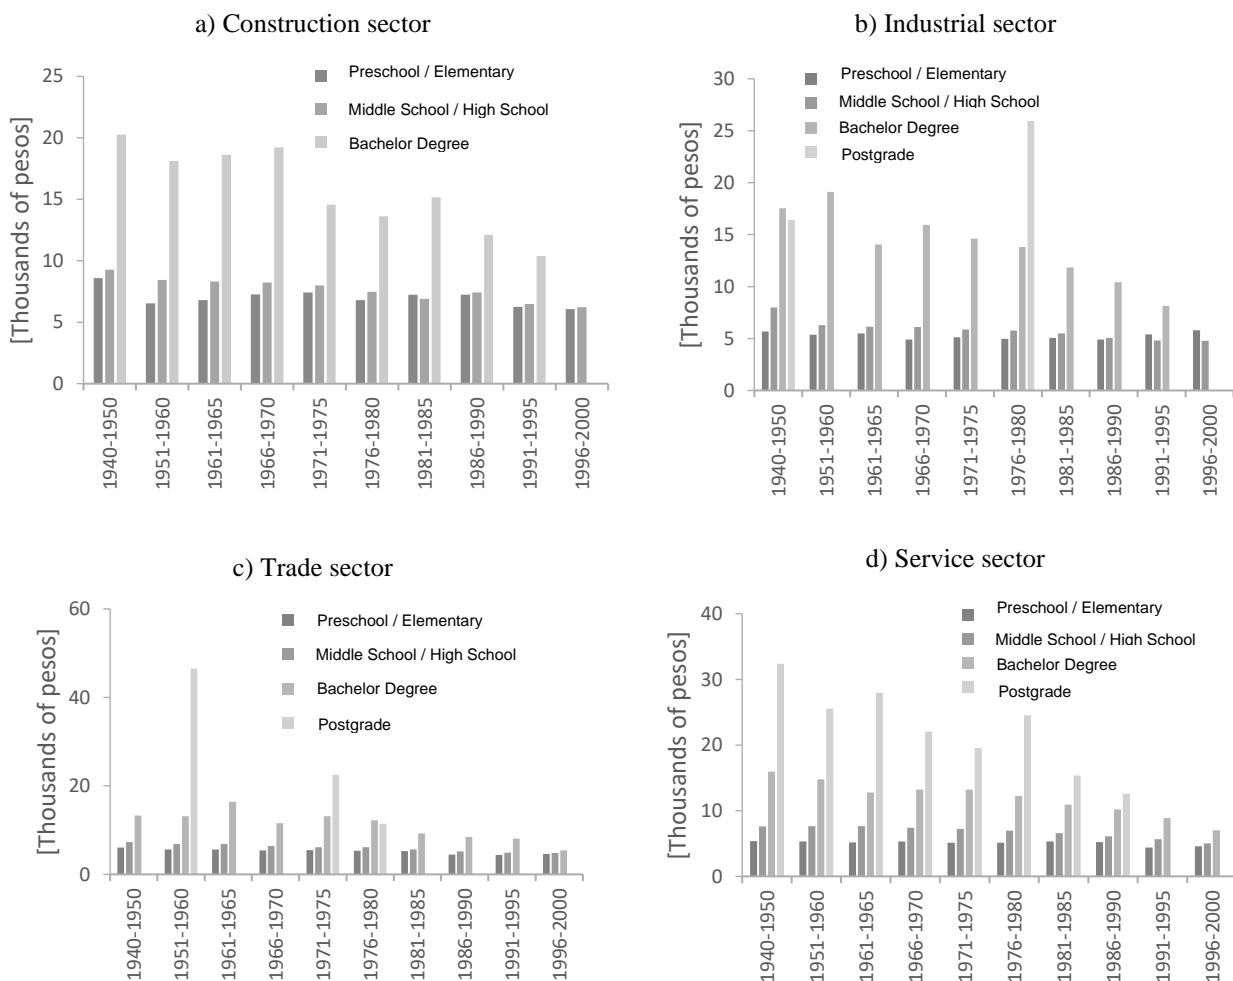 a) Construction sector
[Thousands of pesos]
25
20
15
10
5
0
Preschool / Elementary
Middle School / High School
Bachelor Degree
1940-1950
1951-1960
1961-1965
1966-1970
1971-1975
1976-1980
1981-1985
1986-1990
1991-1995
1996-2000
b) Industrial sector
[Thousands of pesos]
30
25
20
15
10
5
0
Preschool / Elementary
Middle School / High School
Bachelor Degree
Postgrade
1940-1950
1951-1960
1961-1965
1966-1970
1971-1975
1976-1980
1981-1985
1986-1990
1991-1995
1996-2000
c) Trade sector
[Thousands of pesos]
60
40
20
0
Preschool / Elementary
Middle School / High School
Bachelor Degree
Postgrade
1940-1950
1951-1960
1961-1965
1966-1970
1971-1975
1976-1980
1981-1985
1986-1990
1991-1995
1996-2000
d) Service sector
[Thousands of pesos]
40
30
20
10
0
Preschool / Elementary
Middle School / High School
Bachelor Degree
Postgrade
1940-1950
1951-1960
1961-1965
1966-1970
1971-1975
1976-1980
1981-1985
1986-1990
1991-1995
1996-2000